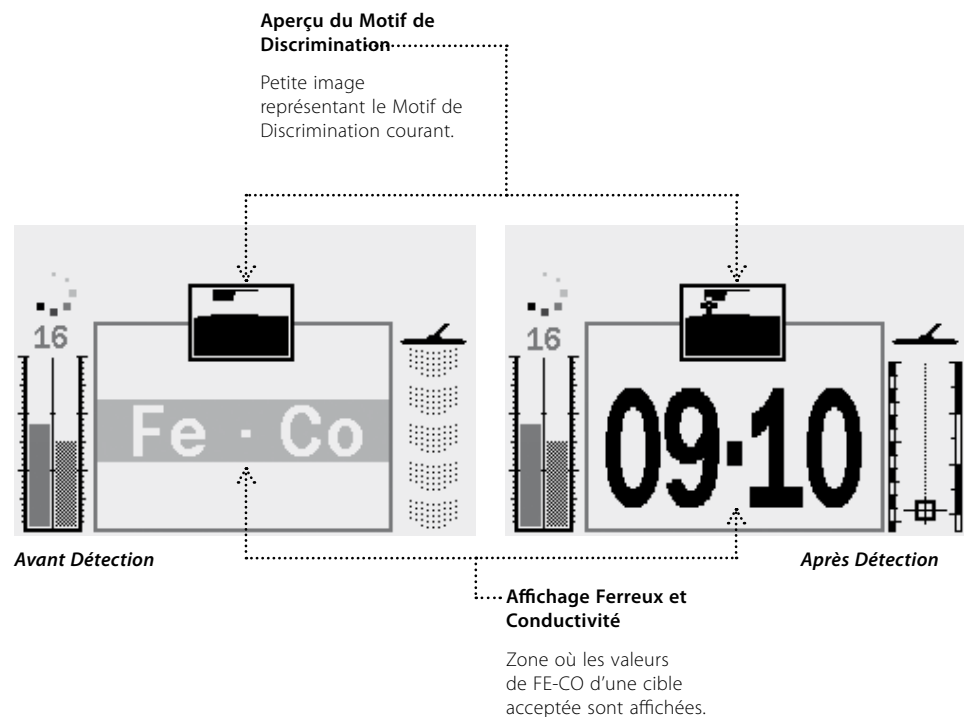 Aperçu du Motif de
Discrimination
Petite image
représentant le Motif de
Discrimination courant.
16
Fe · Co
16
09·10
Avant Détection
Après Détection
Affichage Ferreux et
Conductivité
Zone où les valeurs
de FE-CO d’une cible
acceptée sont affichées.